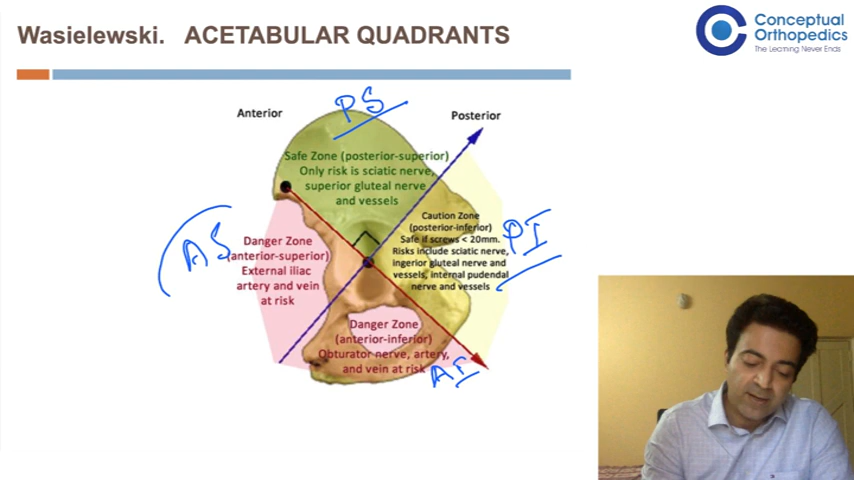 Wasielewski. ACETABULAR QUADRANTS
Conceptual
Orthopedics
The Learning Never Ends
Anterior
PS
Posterior
Safe Zone (posterior-superior)
Only risk is sciatic nerve,
superior gluteal nerve
and vessels
AS
Danger Zone
(anterior-superior)
External iliac
artery and vein
at risk
Caution Zone
(posterior-inferior)
Safe if screws < 20mm.
Risks include sciatic nerve,
ingerior gluteal nerve and
vessels, internal pudendal
nerve and vessels
PI
Danger Zone
(anterior-inferior)
Obturator nerve, artery,
and vein at risk
AI